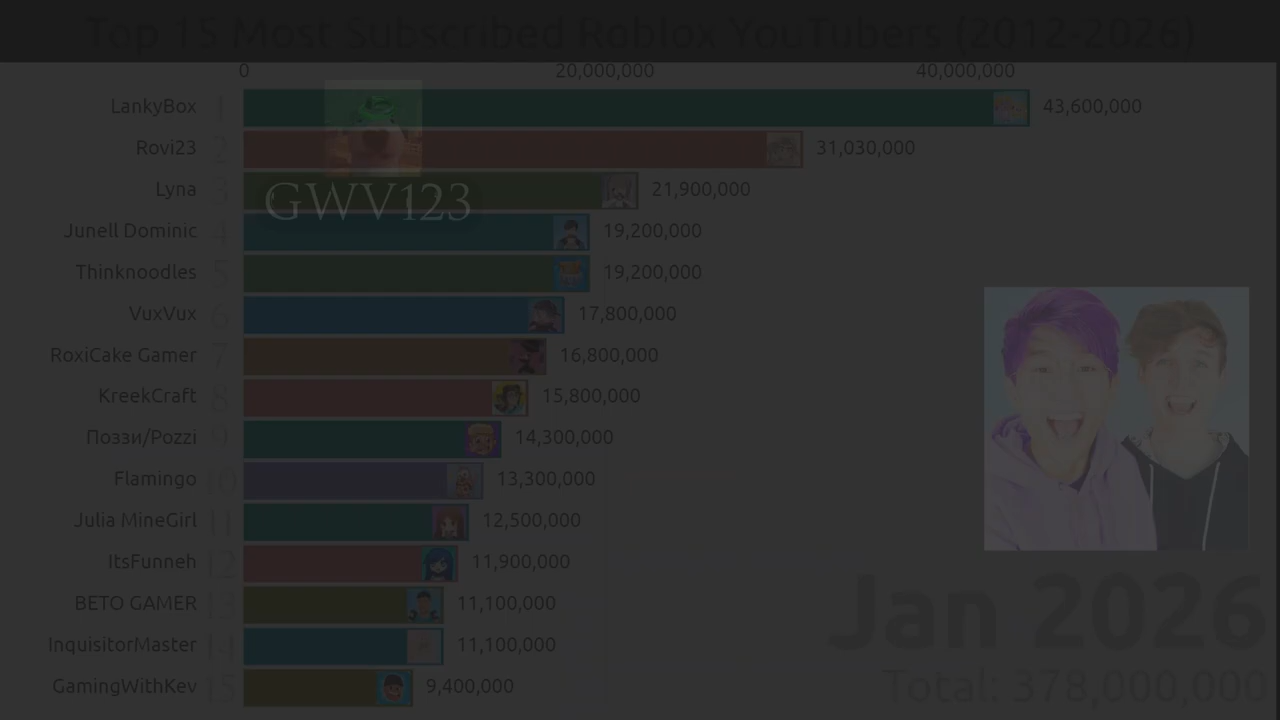 Top 15 Most Subscribed Roblox YouTubers (2012-2026)
0 20,000,000 40,000,000
LankyBox 1 43,600,000
Rovi23 2 31,030,000
Lyna 3 21,900,000
GWV123
Junell Dominic 4 19,200,000
Thinknoodles 5 19,200,000
VuxVux 6 17,800,000
RoxiCake Gamer 7 16,800,000
KreekCraft 8 15,800,000
Поззи/Pozzi 9 14,300,000
Flamingo 10 13,300,000
Julia MineGirl 11 12,500,000
ItsFunneh 12 11,900,000
BETO GAMER 13 11,100,000
InquisitorMaster 14 11,100,000
GamingWithKev 15 9,400,000
Jan 2026
Total: 378,000,000